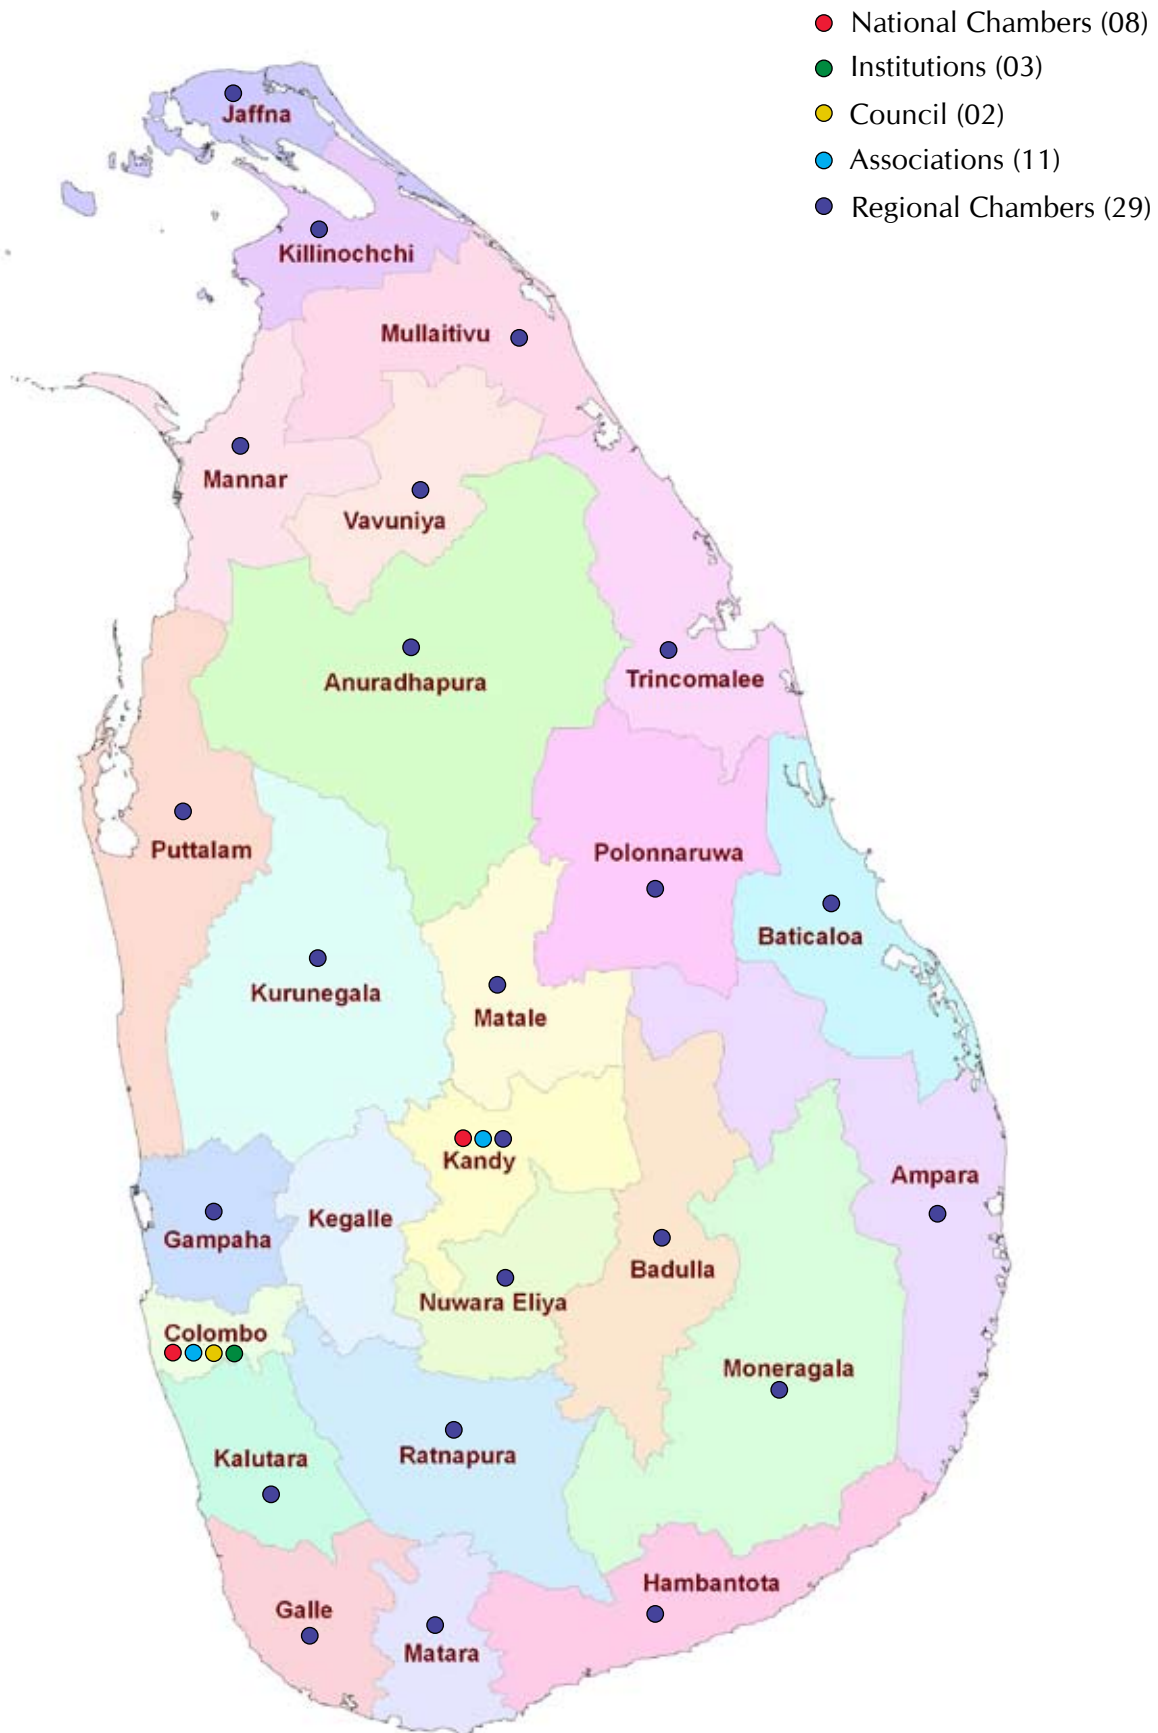 National Chambers (08)
Institutions (03)
Council (02)
Associations (11)
Regional Chambers (29)
Jaffna
Killinochchi
Mullaitivu
Mannar
Vavuniya
Anuradhapura
Trincomalee
Puttalam
Polonnaruwa
Baticaloa
Kurunegala
Matale
Kandy
Ampara
Kegalle
Gampaha
Badulla
Nuwara Eliya
Colombo
Moneragala
Ratnapura
Kalutara
Hambantota
Galle
Matara